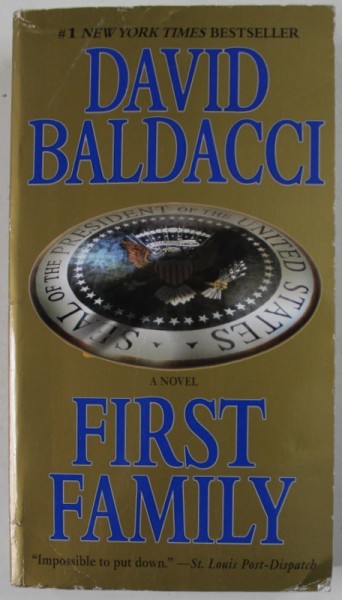 #1 NEW YORK TIMES BESTSELLER
DAVID
BALDACCI
SEAL OF THE PRESIDENT OF THE UNITED STATES
A NOVEL
FIRST
FAMILY
“Impossible to put down.” —St. Louis Post-Dispatch